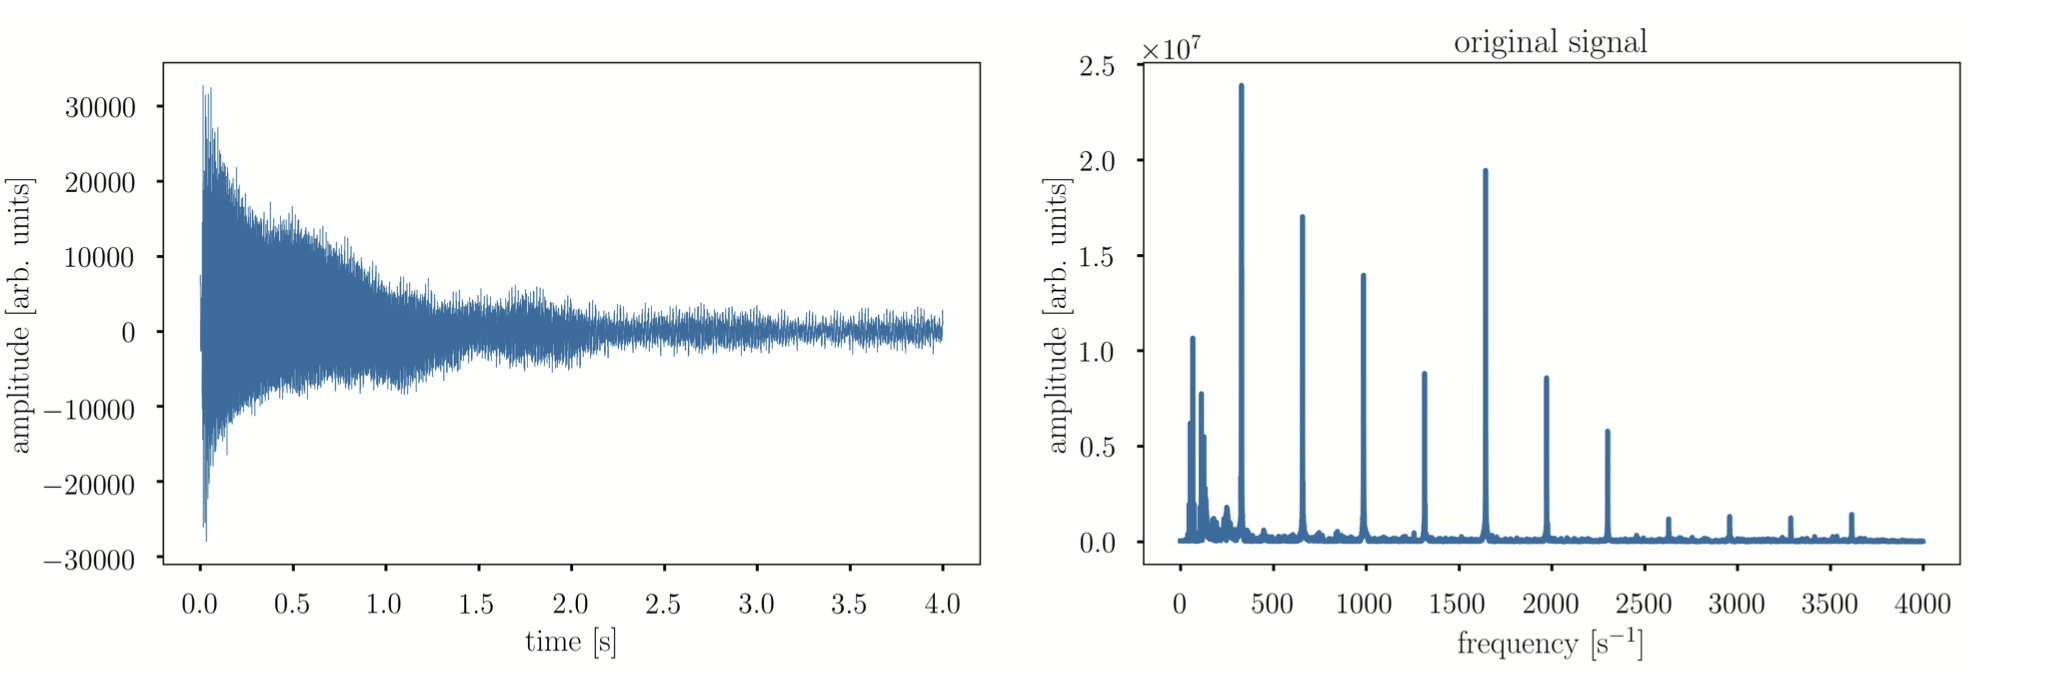 30000
20000
10000
0
−10000
−20000
−30000
amplitude [arb. units]
0.0 0.5 1.0 1.5 2.0 2.5 3.0 3.5 4.0
time [s]
original signal
×10⁷
2.5
2.0
1.5
1.0
0.5
0.0
amplitude [arb. units]
0 500 1000 1500 2000 2500 3000 3500 4000
frequency [s⁻¹]